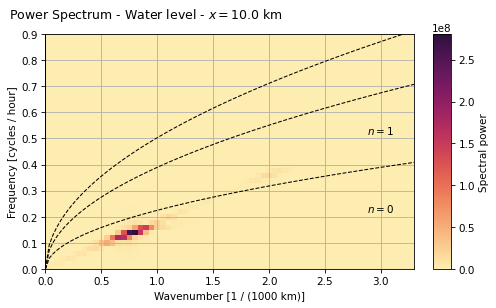 Power Spectrum - Water level - x = 10.0 km
1e8
0.9
0.8
0.7
0.6
0.5
0.4
0.3
0.2
0.1
0.0
Frequency [cycles / hour]
n = 1
n = 0
0.0 0.5 1.0 1.5 2.0 2.5 3.0
Wavenumber [1 / (1000 km)]
2.5
2.0
1.5
1.0
0.5
0.0
Spectral power